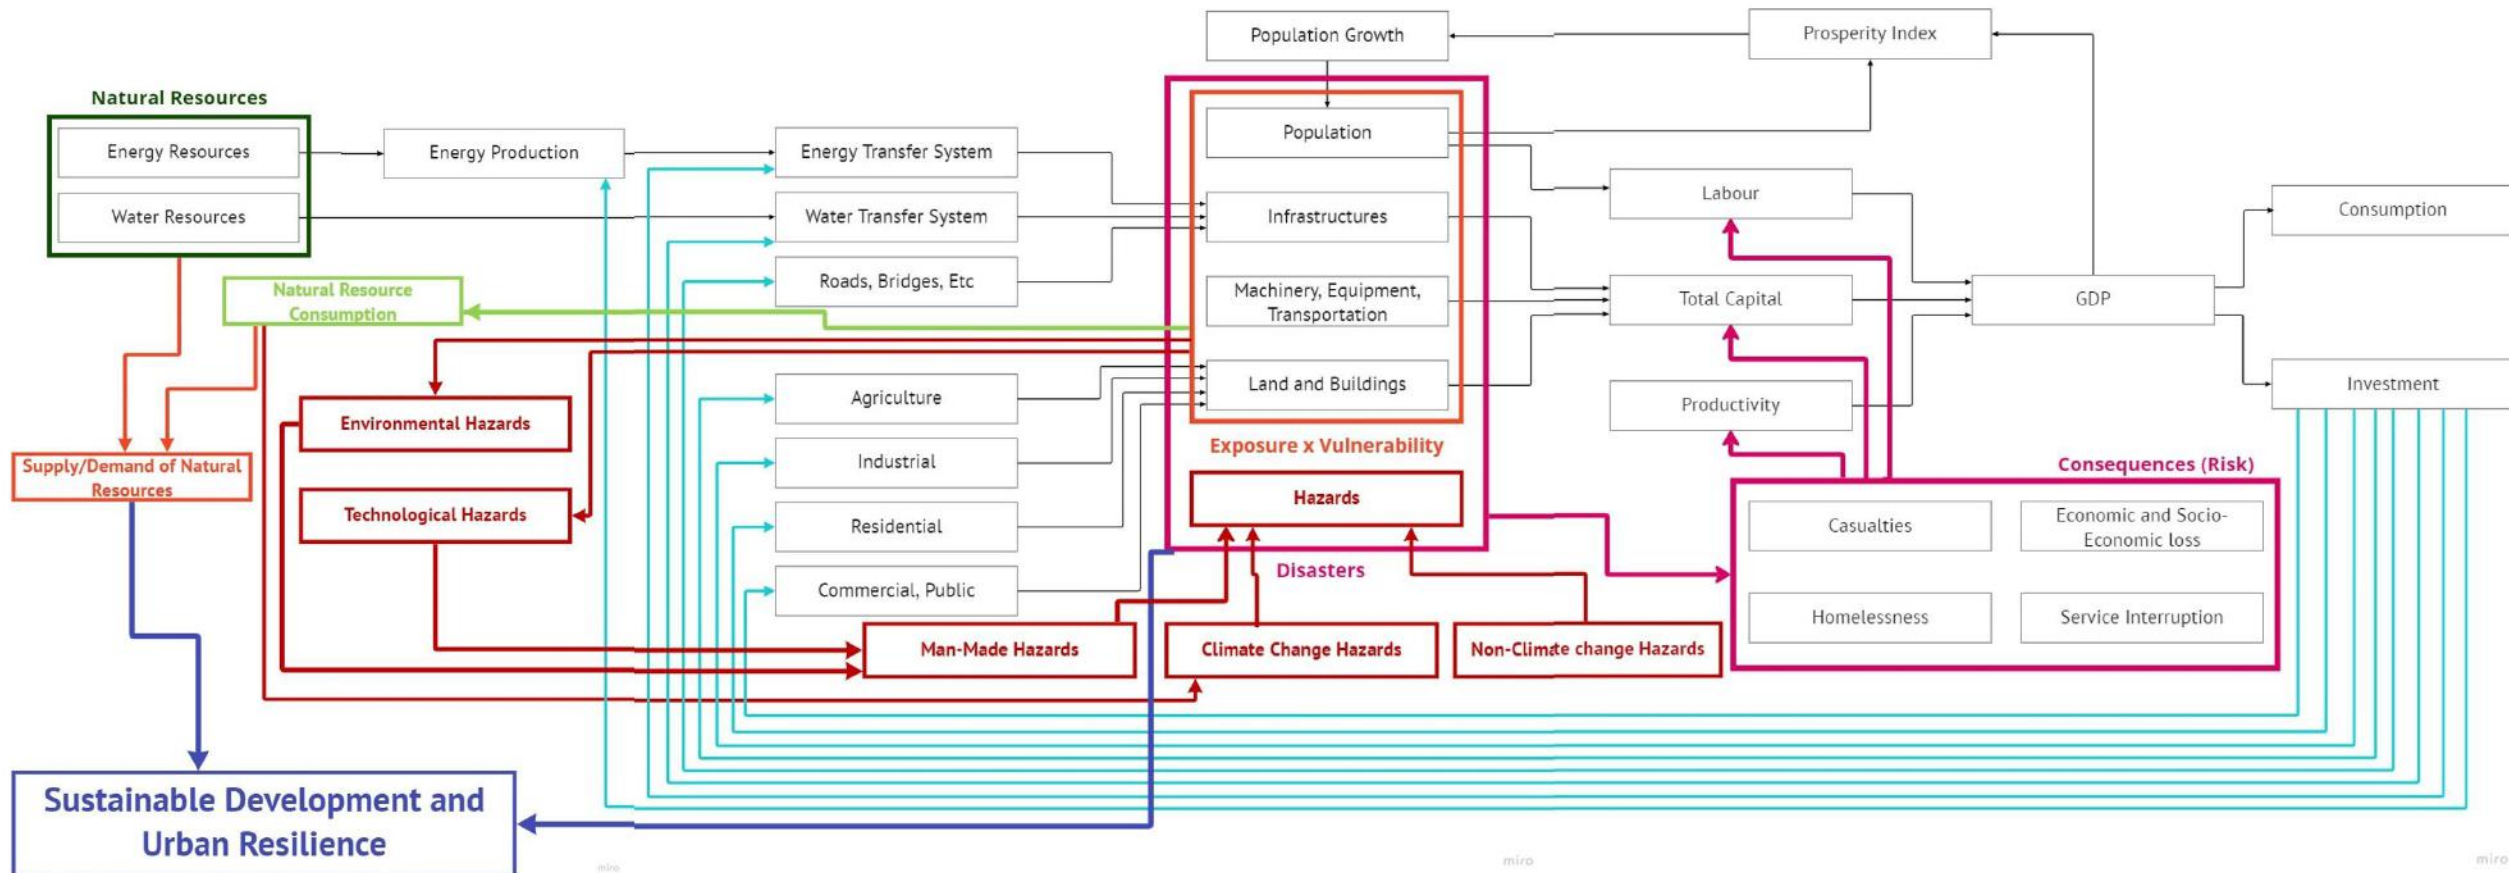 Population Growth
Prosperity Index
Natural Resources
Energy Resources
Energy Production
Energy Transfer System
Population
Labour
Water Resources
Water Transfer System
Infrastructures
Consumption
Roads, Bridges, Etc
Natural Resource
Consumption
Machinery, Equipment,
Transportation
Total Capital
GDP
Agriculture
Land and Buildings
Productivity
Investment
Environmental Hazards
Exposure x Vulnerability
Supply/Demand of Natural
Resources
Industrial
Consequences (Risk)
Technological Hazards
Hazards
Residential
Casualties
Economic and Socio-
Economic loss
Disasters
Commercial, Public
Homelessness
Service Interruption
Man-Made Hazards
Climate Change Hazards
Non-Climate change Hazards
Sustainable Development and
Urban Resilience
miro
miro
miro